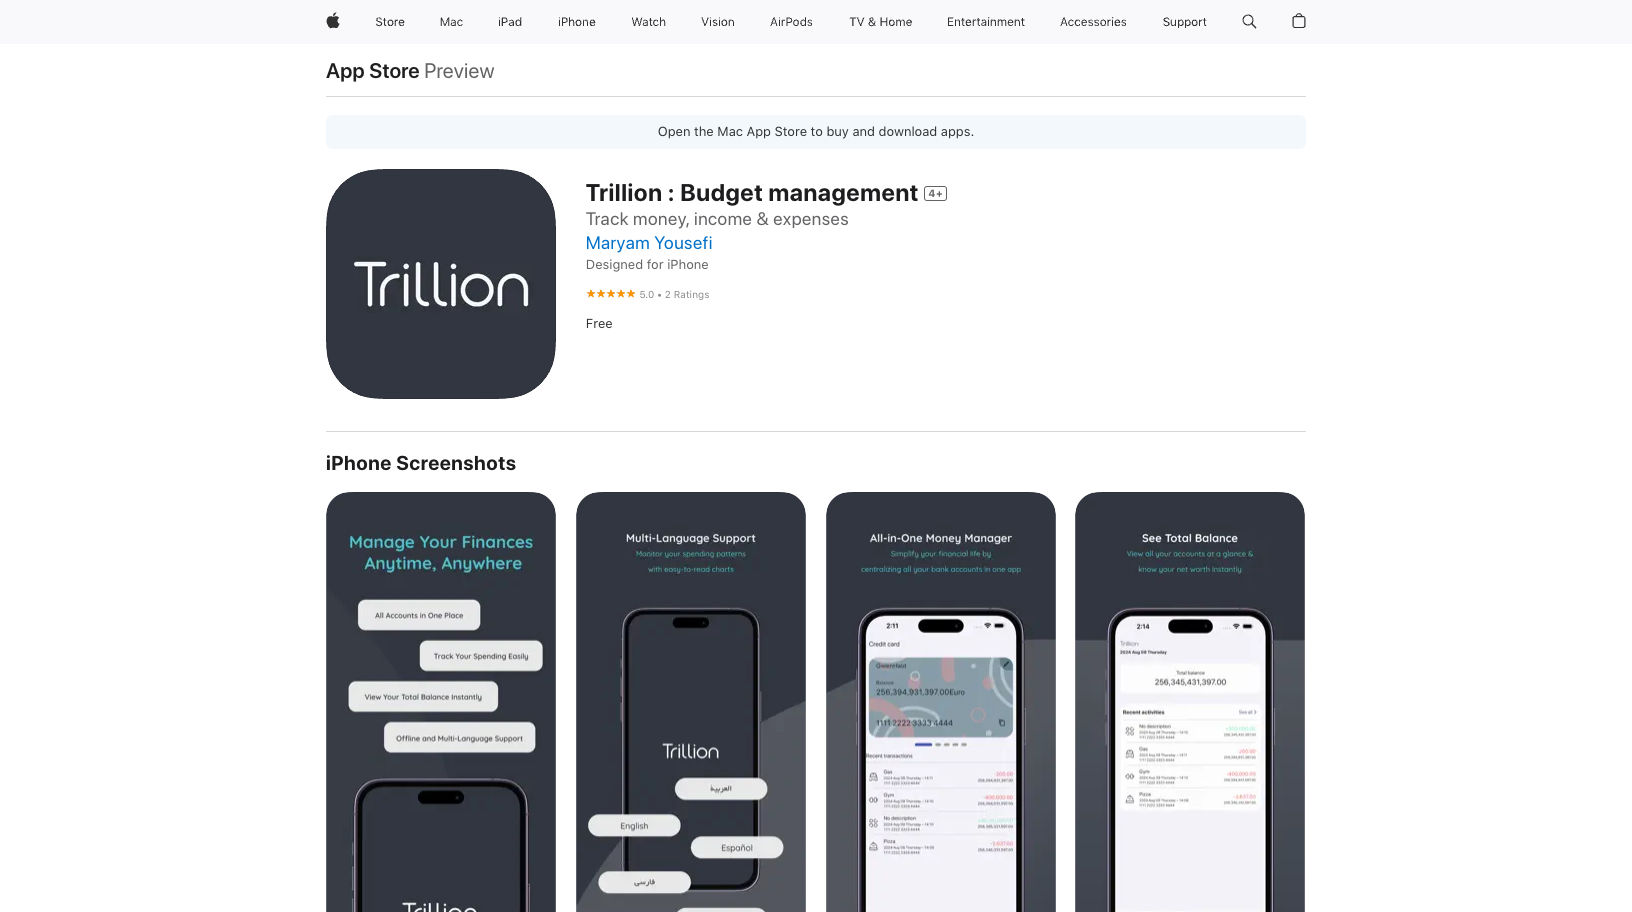 Store
Mac
iPad
iPhone
Watch
Vision
AirPods
TV & Home
Entertainment
Accessories
Support
App Store Preview
Open the Mac App Store to buy and download apps.
Trillion
Trillion : Budget management 4+
Track money, income & expenses
Maryam Yousefi
Designed for iPhone
5.0 • 2 Ratings
Free
iPhone Screenshots
Manage Your Finances
Anytime, Anywhere
All Accounts in One Place
Track Your Spending Easily
View Your Total Balance Instantly
Offline and Multi-Language Support
Trillion
Multi-Language Support
Monitor your spending patterns
with easy-to-read charts
Trillion
العربية
English
Español
فارسی
All-in-One Money Manager
Simplify your financial life by
centralizing all your bank accounts in one app
2:11
Credit card
Balance
256,394,931,397.00Euro
1111 2222 3333 4444
Recent transactions
Gas
Gym
No description
Pizza
See Total Balance
View all your accounts at a glance &
know your net worth instantly
2:14
Trillion
2024 Aug 08 Thursday
Total balance
256,345,431,397.00
Recent activities
See all >
No description
Gas
Gym
Pizza